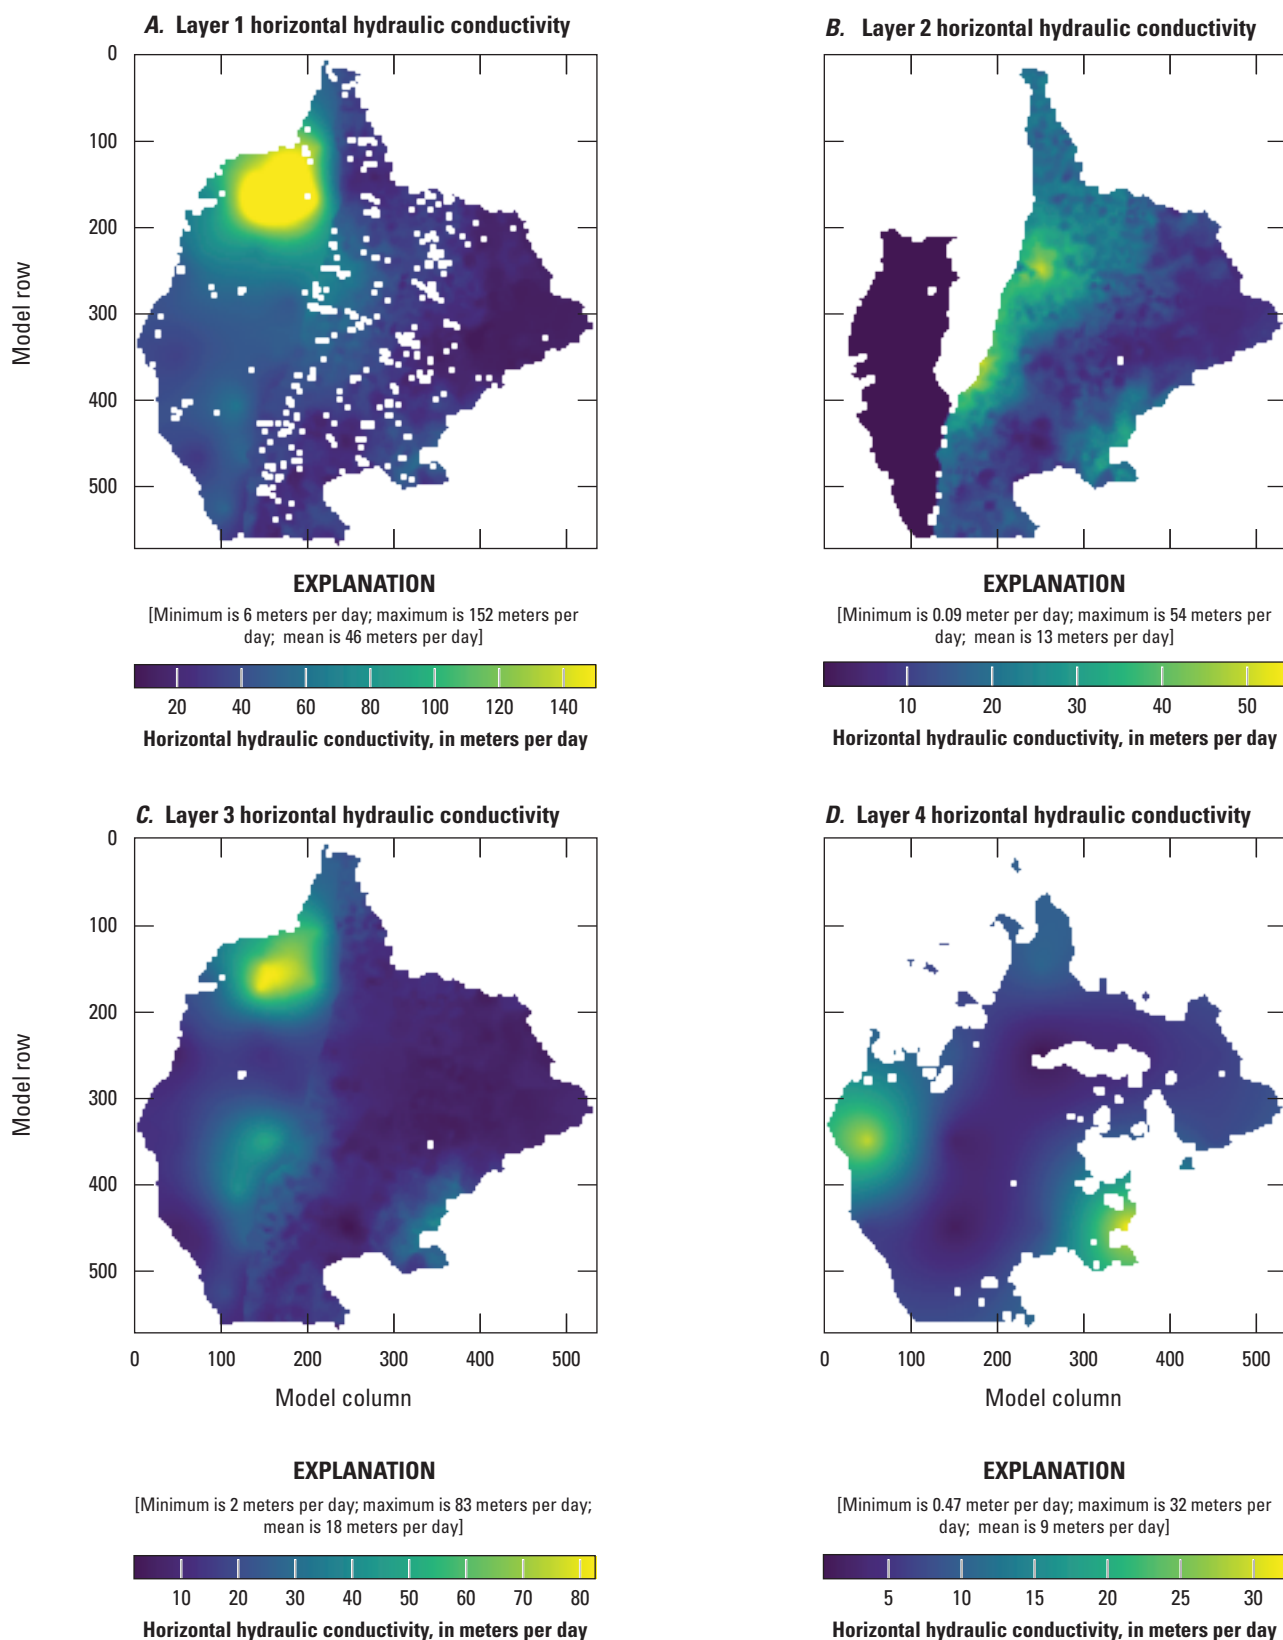 A. Layer 1 horizontal hydraulic conductivity
0
100
200
300
400
500
100
200
300
400
500
Model row
EXPLANATION
[Minimum is 6 meters per day; maximum is 152 meters per
day; mean is 46 meters per day]
20 40 60 80 100 120 140
Horizontal hydraulic conductivity, in meters per day
B. Layer 2 horizontal hydraulic conductivity
EXPLANATION
[Minimum is 0.09 meter per day; maximum is 54 meters per
day; mean is 13 meters per day]
10 20 30 40 50
Horizontal hydraulic conductivity, in meters per day
C. Layer 3 horizontal hydraulic conductivity
0
100
200
300
400
500
Model row
0 100 200 300 400 500
Model column
EXPLANATION
[Minimum is 2 meters per day; maximum is 83 meters per day;
mean is 18 meters per day]
10 20 30 40 50 60 70 80
Horizontal hydraulic conductivity, in meters per day
D. Layer 4 horizontal hydraulic conductivity
0 100 200 300 400 500
Model column
EXPLANATION
[Minimum is 0.47 meter per day; maximum is 32 meters per
day; mean is 9 meters per day]
5 10 15 20 25 30
Horizontal hydraulic conductivity, in meters per day